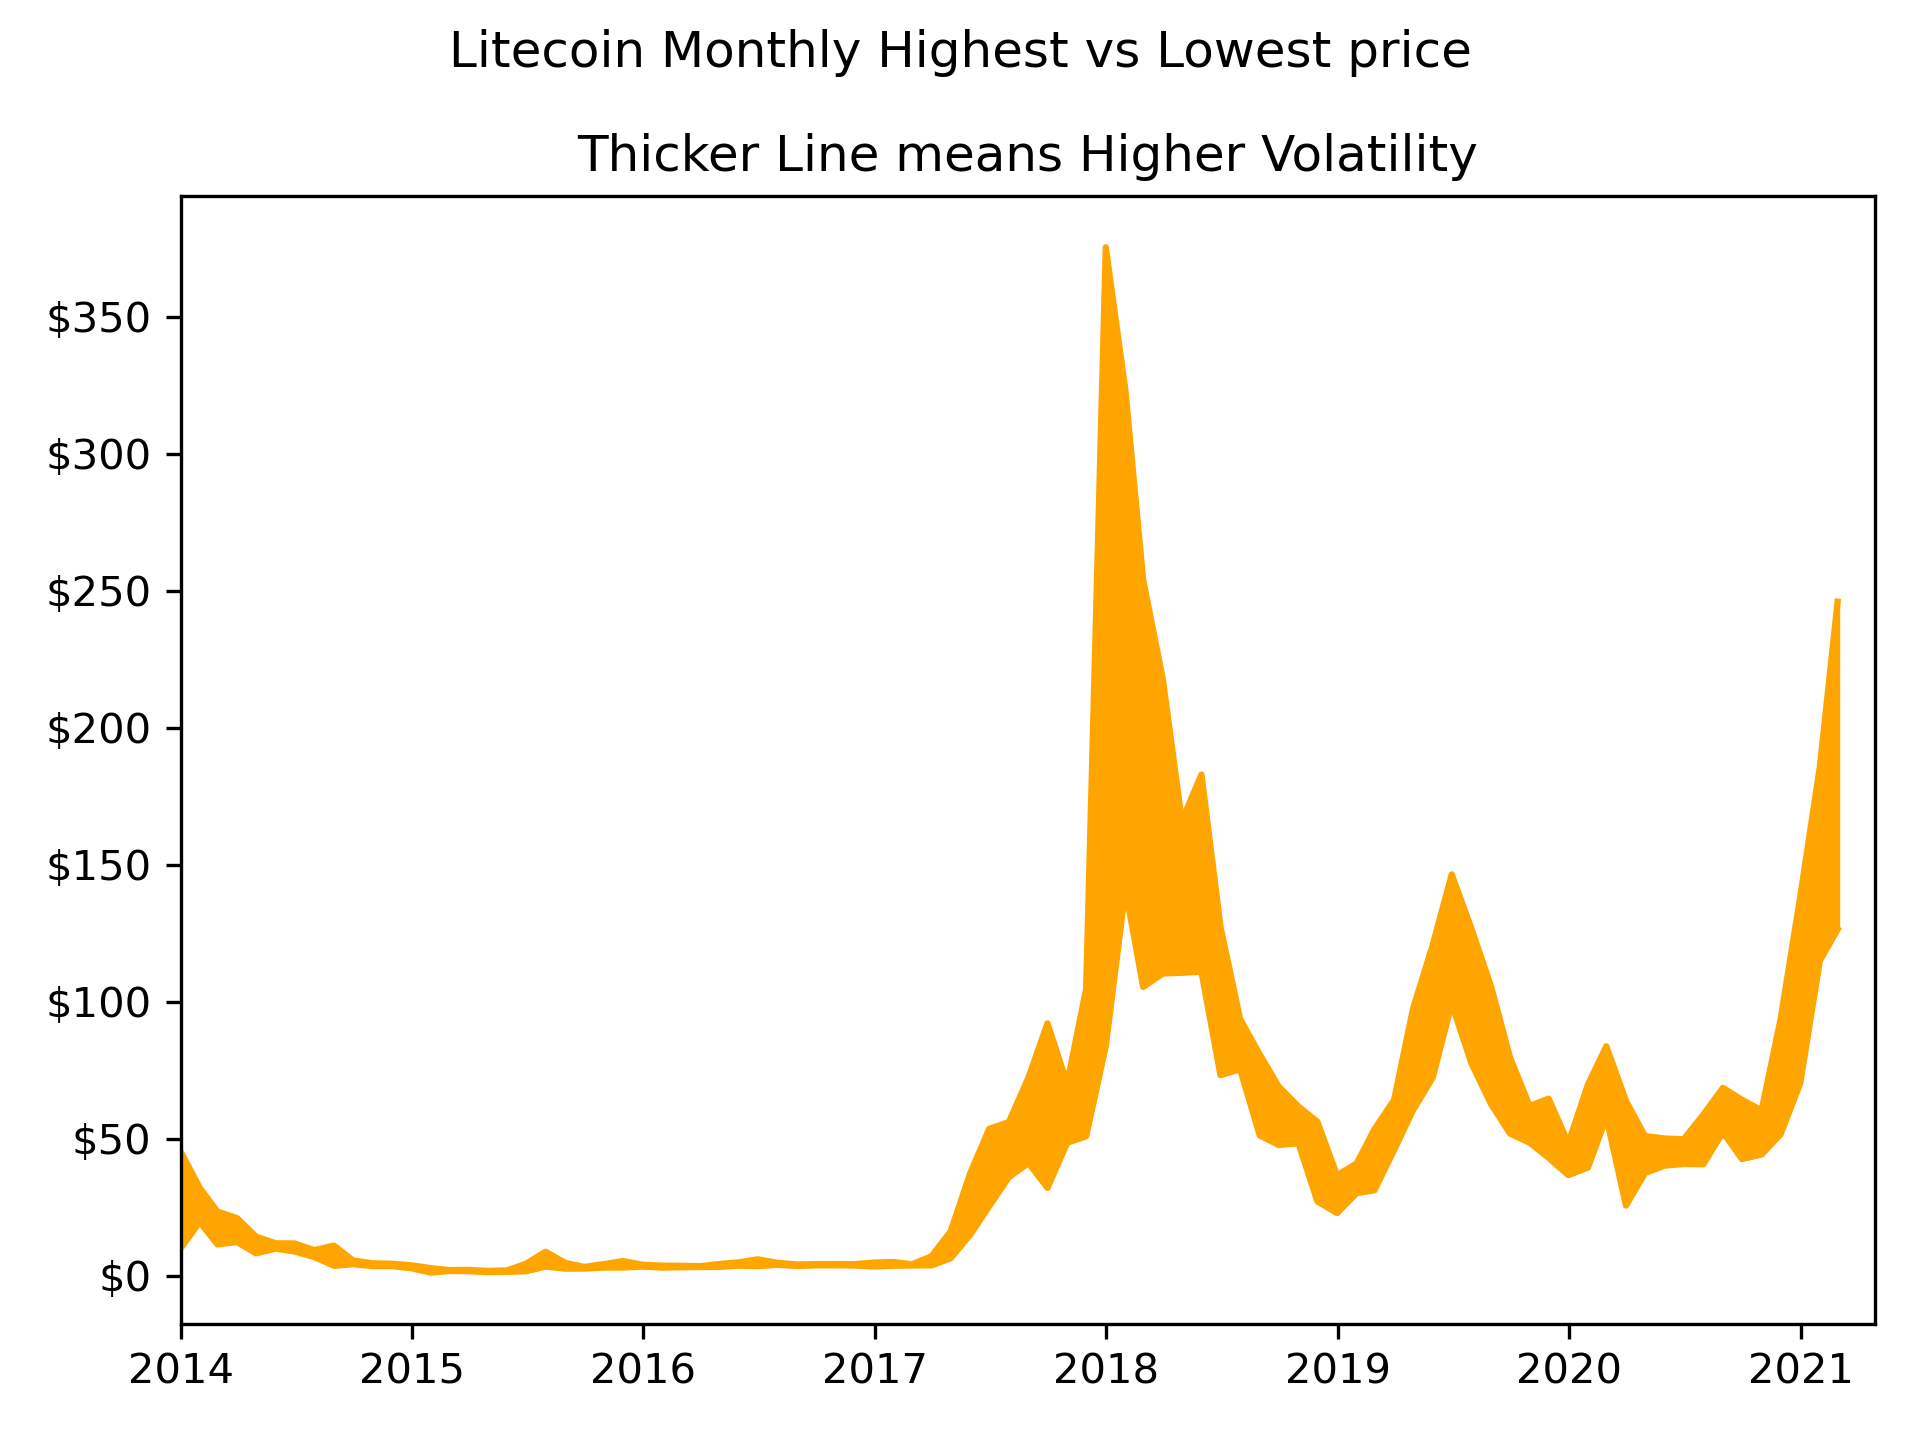 Litecoin Monthly Highest vs Lowest price
Thicker Line means Higher Volatility
$350
$300
$250
$200
$150
$100
$50
$0
2014 2015 2016 2017 2018 2019 2020 2021